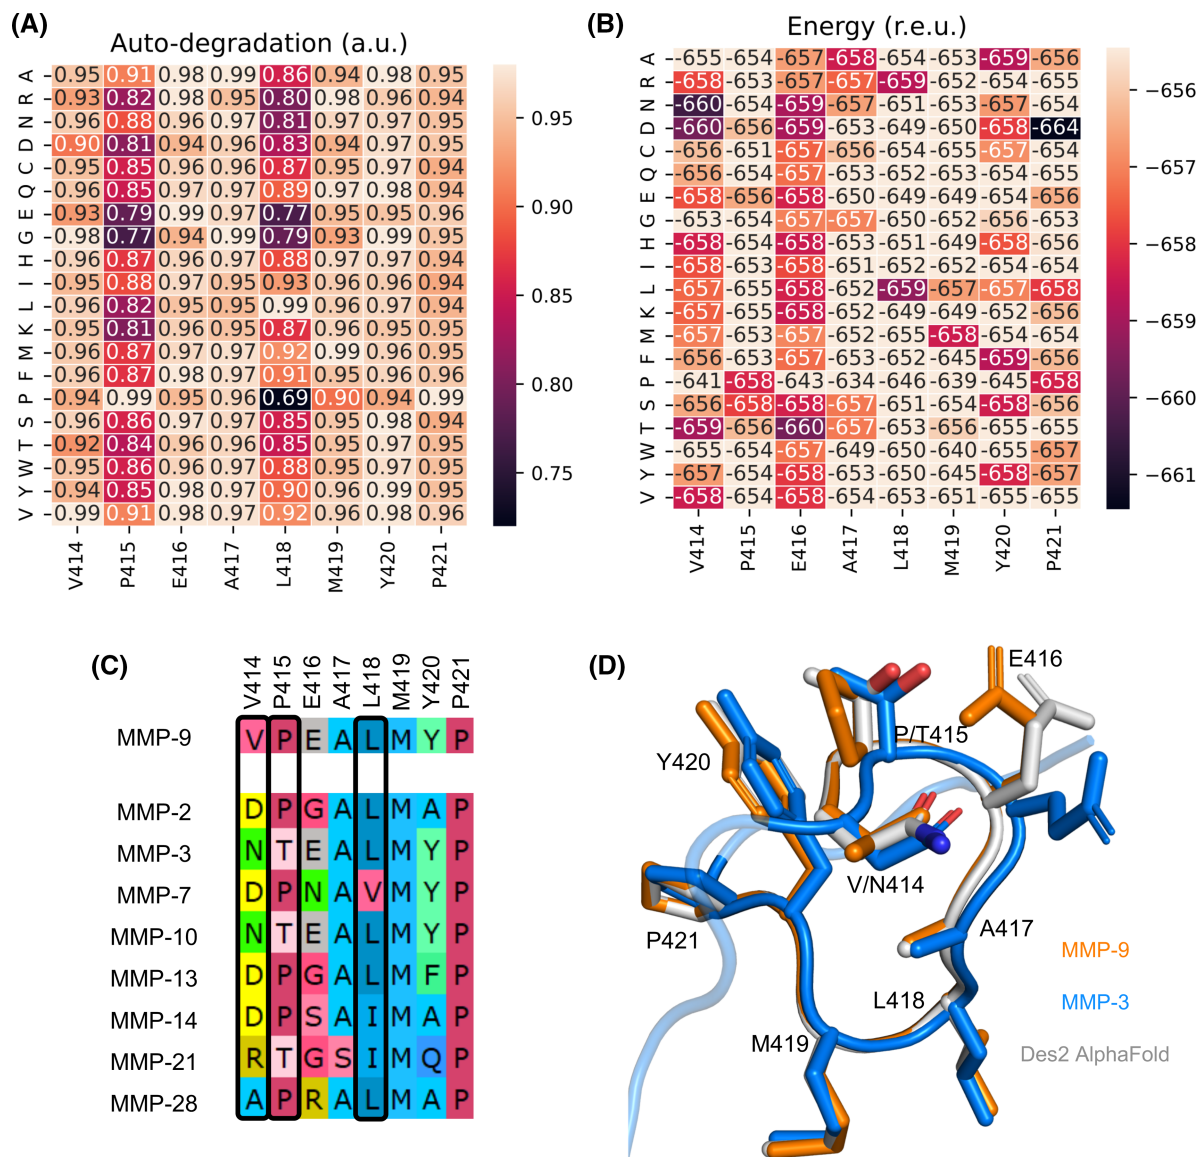 (A)
Auto-degradation (a.u.)
A 0.95 0.91 0.98 0.99 0.86 0.94 0.98 0.95
R 0.93 0.82 0.98 0.95 0.80 0.98 0.96 0.94
N 0.96 0.88 0.96 0.97 0.81 0.97 0.97 0.95
D 0.90 0.81 0.94 0.96 0.83 0.94 0.97 0.95
C 0.95 0.85 0.96 0.96 0.87 0.95 0.97 0.94
Q 0.96 0.85 0.97 0.97 0.89 0.97 0.98 0.94
E 0.93 0.79 0.99 0.97 0.77 0.95 0.95 0.96
G 0.98 0.77 0.94 0.99 0.79 0.93 0.99 0.95
H 0.96 0.87 0.96 0.97 0.88 0.97 0.97 0.94
I 0.95 0.88 0.97 0.95 0.93 0.96 0.96 0.94
L 0.96 0.82 0.95 0.95 0.99 0.96 0.97 0.94
K 0.95 0.81 0.96 0.97 0.87 0.96 0.95 0.95
M 0.96 0.87 0.97 0.97 0.92 0.99 0.96 0.95
F 0.96 0.87 0.98 0.97 0.91 0.95 0.96 0.96
P 0.94 0.99 0.95 0.96 0.69 0.90 0.94 0.99
S 0.96 0.86 0.97 0.97 0.85 0.96 0.98 0.94
T 0.92 0.84 0.96 0.96 0.85 0.95 0.97 0.95
W 0.95 0.86 0.96 0.97 0.88 0.96 0.97 0.95
Y 0.94 0.85 0.98 0.97 0.90 0.96 0.99 0.95
V 0.99 0.91 0.98 0.97 0.92 0.96 0.98 0.96
V414 P415 E416 A417 L418 M419 Y420 P421
0.95
0.90
0.85
0.80
0.75
(B)
Energy (r.e.u.)
A -655 -654 -657 -658 -654 -653 -659 -656
R -658 -653 -657 -657 -659 -652 -654 -655
N -660 -654 -659 -657 -651 -653 -657 -654
D -660 -656 -659 -653 -649 -650 -658 -664
C -656 -651 -657 -656 -654 -655 -657 -654
Q -656 -654 -657 -653 -652 -653 -653 -654
E -658 -656 -658 -650 -649 -649 -654 -656
G -653 -654 -657 -657 -650 -652 -656 -653
H -658 -654 -658 -653 -651 -649 -658 -656
I -658 -653 -658 -651 -652 -652 -654 -654
L -657 -655 -658 -652 -659 -657 -657 -658
K -657 -655 -658 -652 -649 -649 -652 -656
M -657 -653 -657 -652 -655 -658 -655 -654
F -656 -653 -657 -653 -652 -645 -659 -656
P -641 -658 -643 -634 -646 -639 -645 -658
S -656 -658 -658 -657 -651 -654 -658 -656
T -659 -656 -660 -657 -653 -656 -655 -655
W -655 -654 -657 -649 -650 -640 -655 -657
Y -657 -654 -658 -653 -650 -645 -658 -657
V -658 -654 -658 -654 -653 -651 -655 -655
V414 P415 E416 A417 L418 M419 Y420 P421
−656
−657
−658
−659
−660
−661
(C)
V414 P415 E416 A417 L418 M419 Y420 P421
MMP-9 V P E A L M Y P
MMP-2 D P G A L M A P
MMP-3 N T E A L M Y P
MMP-7 D P N A V M Y P
MMP-10 N T E A L M Y P
MMP-13 D P G A L M F P
MMP-14 D P S A I M A P
MMP-21 R T G S I M Q P
MMP-28 A P R A L M A P
(D)
E416
P/T415
Y420
V/N414
P421
A417
L418
M419
MMP-9
MMP-3
Des2 AlphaFold